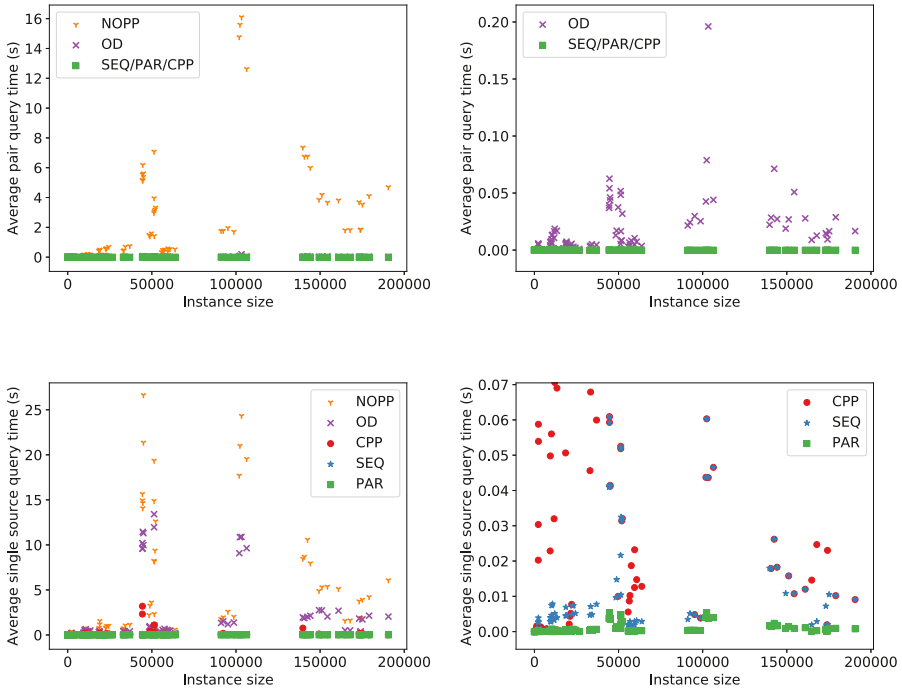 NOPP
OD
SEQ/PAR/CPP
Average pair query time (s)
16
14
12
10
8
6
4
2
0
0
50000
100000
150000
200000
Instance size
OD
SEQ/PAR/CPP
Average pair query time (s)
0.20
0.15
0.10
0.05
0.00
0
50000
100000
150000
200000
Instance size
NOPP
OD
CPP
SEQ
PAR
Average single source query time (s)
25
20
15
10
5
0
0
50000
100000
150000
200000
Instance size
CPP
SEQ
PAR
Average single source query time (s)
0.07
0.06
0.05
0.04
0.03
0.02
0.01
0.00
0
50000
100000
150000
200000
Instance size